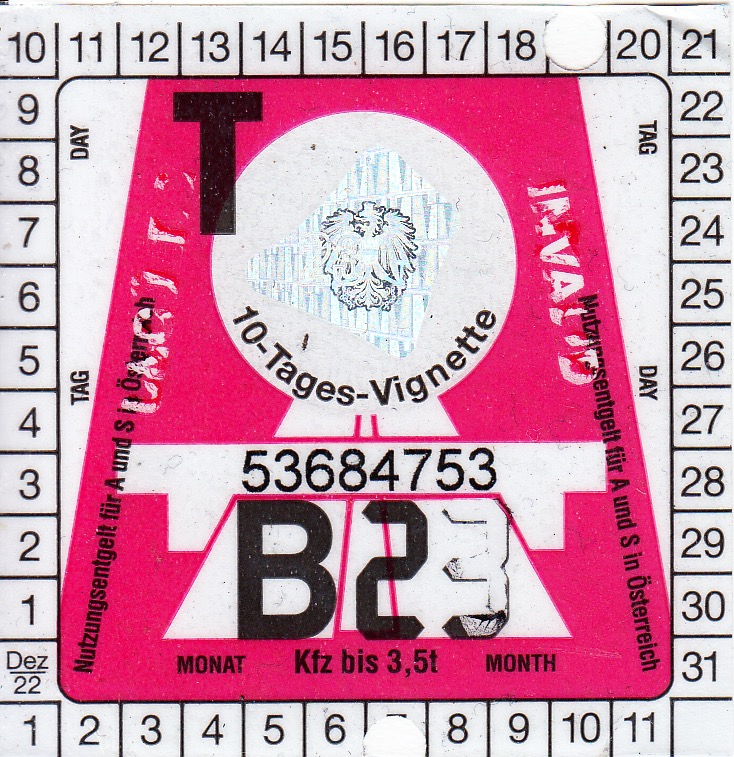 10 11 12 13 14 15 16 17 18 20 21
9 22
8 23
7 24
6 25
5 26
4 27
3 28
2 29
1 30
Dez
22
31
1 2 3 4 5 6 8 9 10 11
DAY
TAG
TAG
DAY
T
INVALID
10-Tages-Vignette
Nutzungsentgelt für A und S in Österreich
Nutzungsentgelt für A und S in Österreich
53684753
B23
MONAT Kfz bis 3,5t MONTH